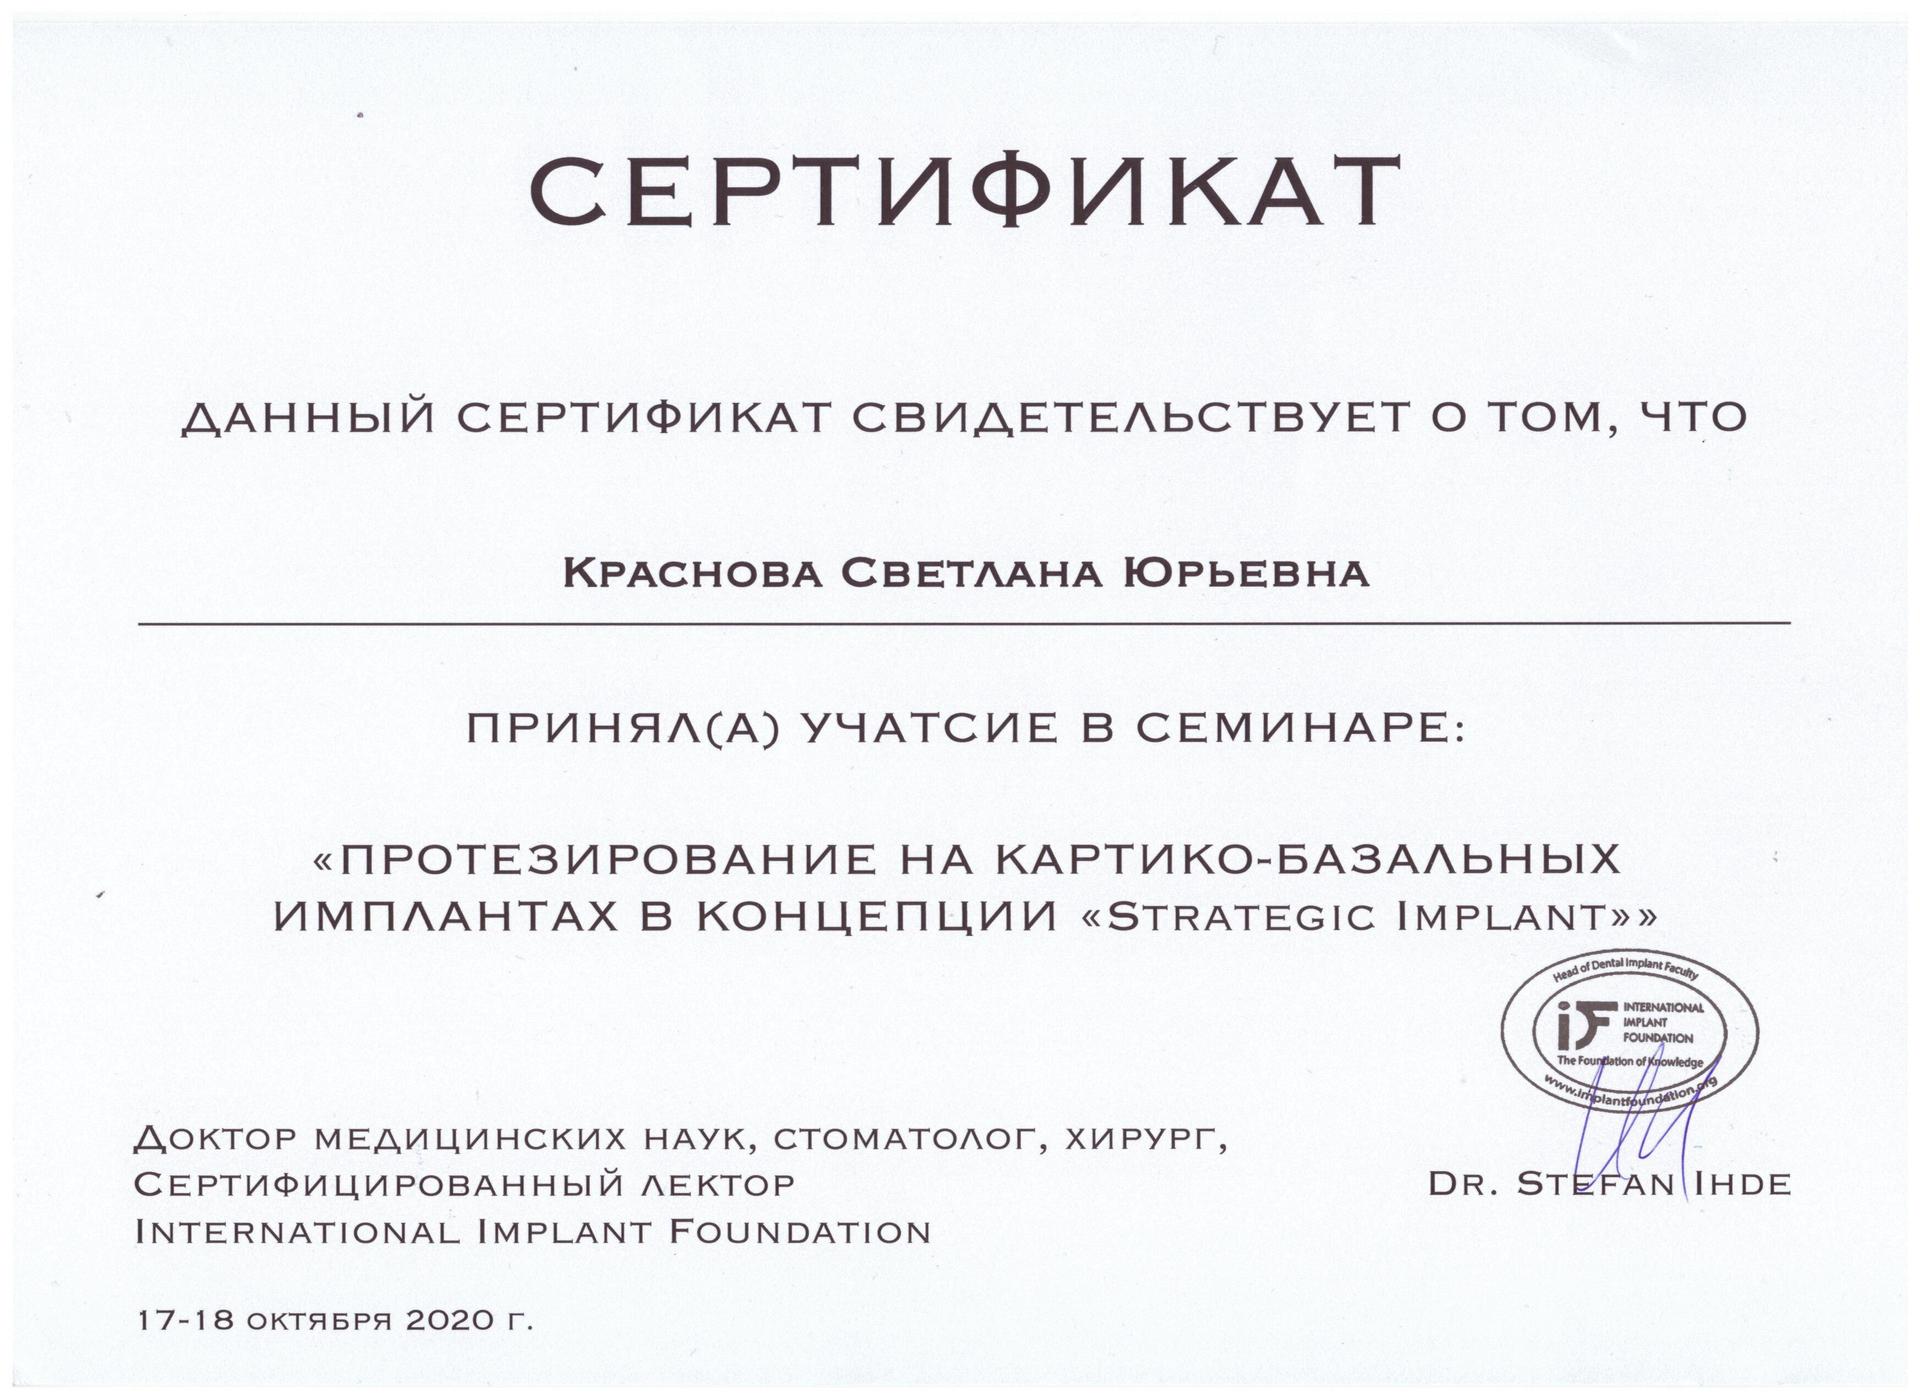 СЕРТИФИКАТ
ДАННЫЙ СЕРТИФИКАТ СВИДЕТЕЛЬСТВУЕТ О ТОМ, ЧТО
Краснова Светлана Юрьевна
ПРИНЯЛ(А) УЧАТСИЕ В СЕМИНАРЕ:
«ПРОТЕЗИРОВАНИЕ НА КАРТИКО-БАЗАЛЬНЫХ
ИМПЛАНТАХ В КОНЦЕПЦИИ «Strategic Implant»»
Head of Dental Implant Faculty
iF INTERNATIONAL
IMPLANT
FOUNDATION
The Foundation of Knowledge
www.implantfoundation.org
Доктор медицинских наук, стоматолог, хирург,
Сертифицированный лектор
International Implant Foundation
Dr. Stefan Ihde
17-18 октября 2020 г.